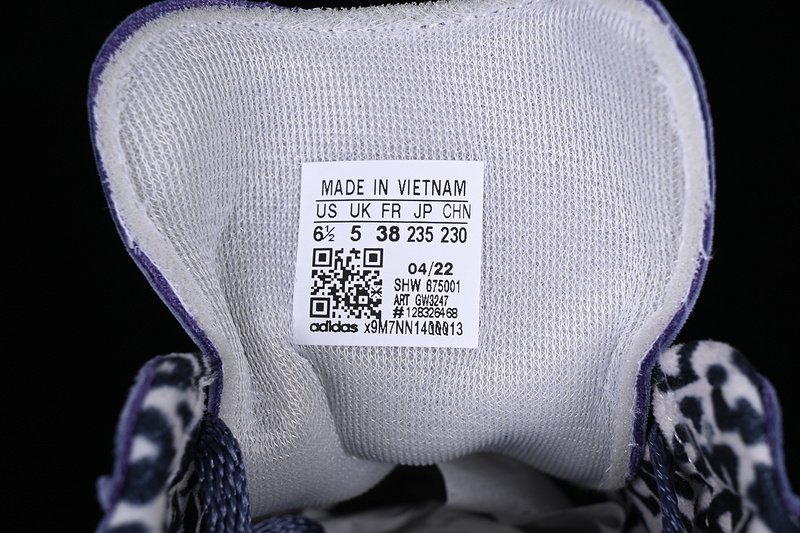 MADE IN VIETNAM
US UK FR JP CHN
6½ 5 38 235 230
04/22
SHW 675001
ART GW3247
#128326468
adidas